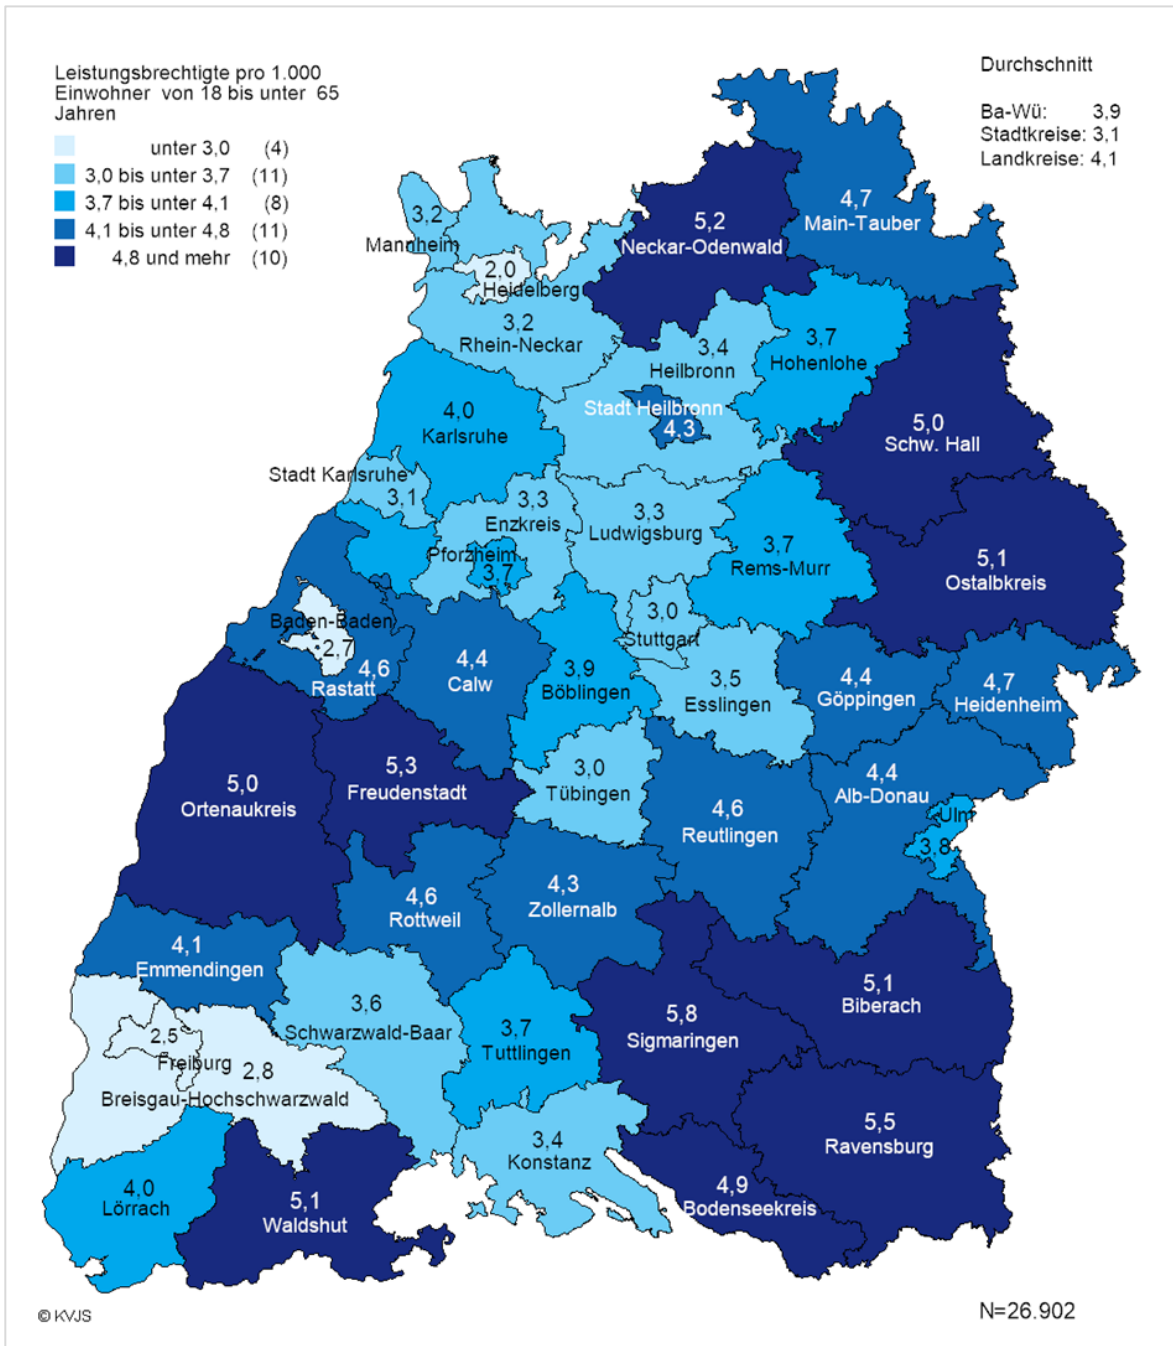 Leistungsbrechtigte pro 1.000
Einwohner von 18 bis unter 65
Jahren
unter 3,0 (4)
3,0 bis unter 3,7 (11)
3,7 bis unter 4,1 (8)
4,1 bis unter 4,8 (11)
4,8 und mehr (10)
Durchschnitt
Ba-Wü: 3,9
Stadtkreise: 3,1
Landkreise: 4,1
4,7
Main-Tauber
5,2
Neckar-Odenwald
3,2
Mannheim
2,0
Heidelberg
3,2
Rhein-Neckar
3,4
Heilbronn
3,7
Hohenlohe
Stadt Heilbronn
4,3
4,0
Karlsruhe
5,0
Schw. Hall
Stadt Karlsruhe
3,1
3,3
Enzkreis
3,3
Ludwigsburg
3,7
Rems-Murr
5,1
Ostalbkreis
Pforzheim
3,7
3,0
Stuttgart
Baden-Baden
2,7
4,6
Rastatt
4,4
Calw
3,9
Böblingen
3,5
Esslingen
4,4
Göppingen
4,7
Heidenheim
5,0
Ortenaukreis
5,3
Freudenstadt
3,0
Tübingen
4,6
Reutlingen
4,4
Alb-Donau
Ulm
3,8
4,6
Rottweil
4,3
Zollernalb
4,1
Emmendingen
3,6
Schwarzwald-Baar
3,7
Tuttlingen
5,8
Sigmaringen
5,1
Biberach
2,5
Freiburg
2,8
Breisgau-Hochschwarzwald
3,4
Konstanz
5,5
Ravensburg
4,0
Lörrach
5,1
Waldshut
4,9
Bodenseekreis
© KVJS
N=26.902